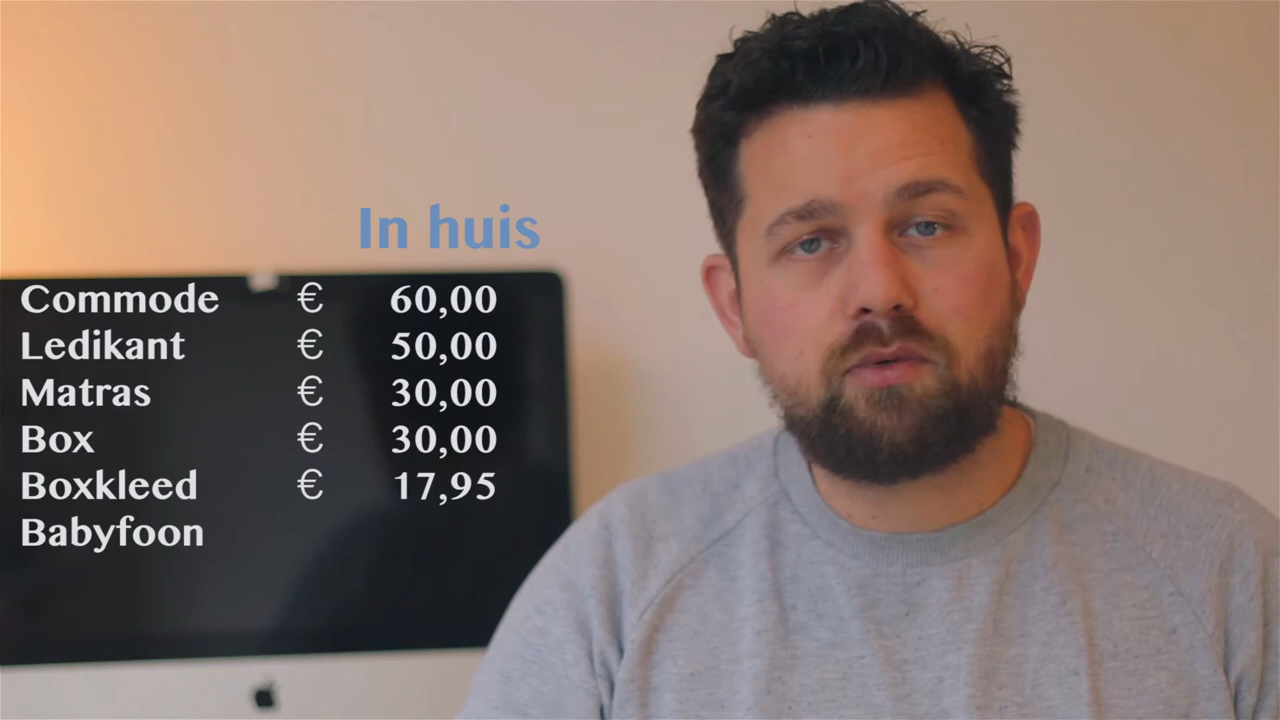 In huis
Commode € 60,00
Ledikant € 50,00
Matras € 30,00
Box € 30,00
Boxkleed € 17,95
Babyfoon